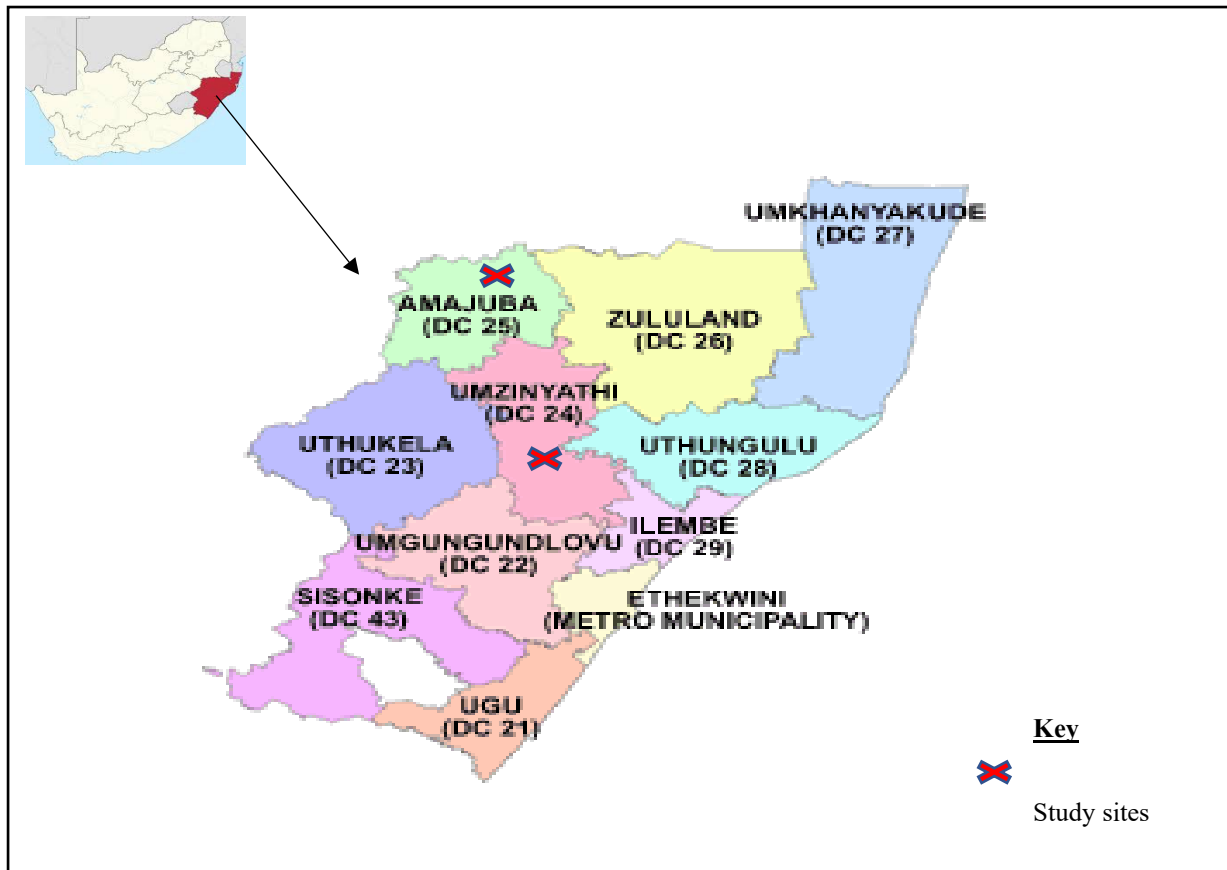 UMKHANYAKUDE
(DC 27)
AMAJUBA
(DC 25)
ZULULAND
(DC 26)
UMZINYATHI
(DC 24)
UTHUKELA
(DC 23)
UTHUNGULU
(DC 28)
ILEMBE
(DC 29)
UMGUNGUNDLOVU
(DC 22)
SISONKE
(DC 43)
ETHEKWINI
(METRO MUNICIPALITY)
UGU
(DC 21)
Key
Study sites